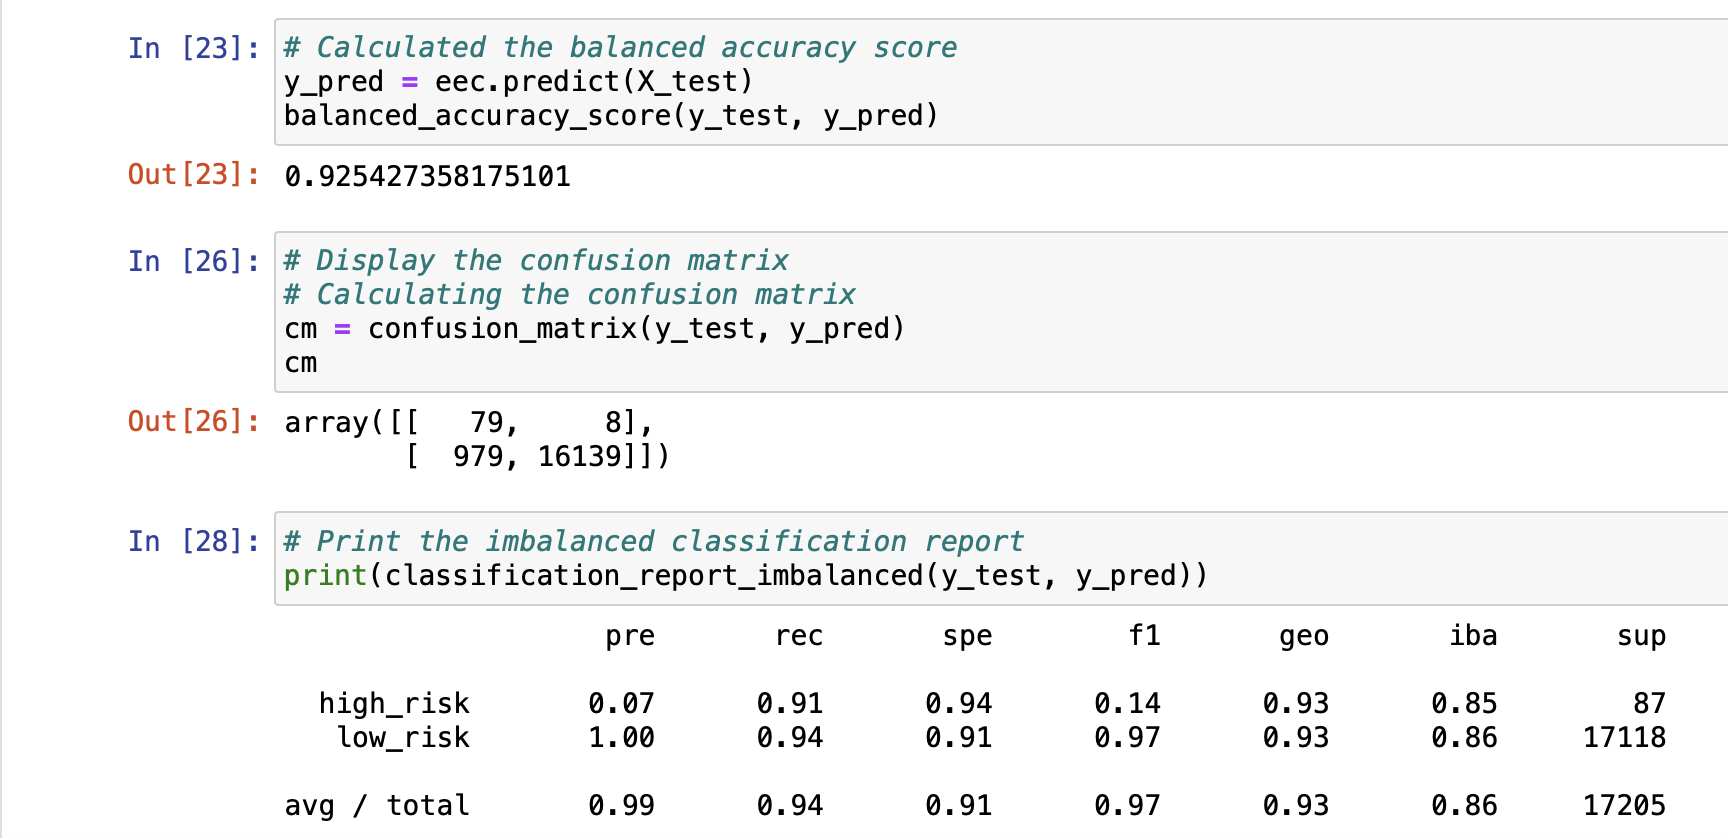 In [23]: # Calculated the balanced accuracy score
y_pred = eec.predict(X_test)
balanced_accuracy_score(y_test, y_pred)
Out[23]: 0.925427358175101
In [26]: # Display the confusion matrix
# Calculating the confusion matrix
cm = confusion_matrix(y_test, y_pred)
cm
Out[26]: array([[   79,     8],
       [  979, 16139]])
In [28]: # Print the imbalanced classification report
print(classification_report_imbalanced(y_test, y_pred))
pre rec spe f1 geo iba sup
high_risk 0.07 0.91 0.94 0.14 0.93 0.85 87
low_risk 1.00 0.94 0.91 0.97 0.93 0.86 17118
avg / total 0.99 0.94 0.91 0.97 0.93 0.86 17205